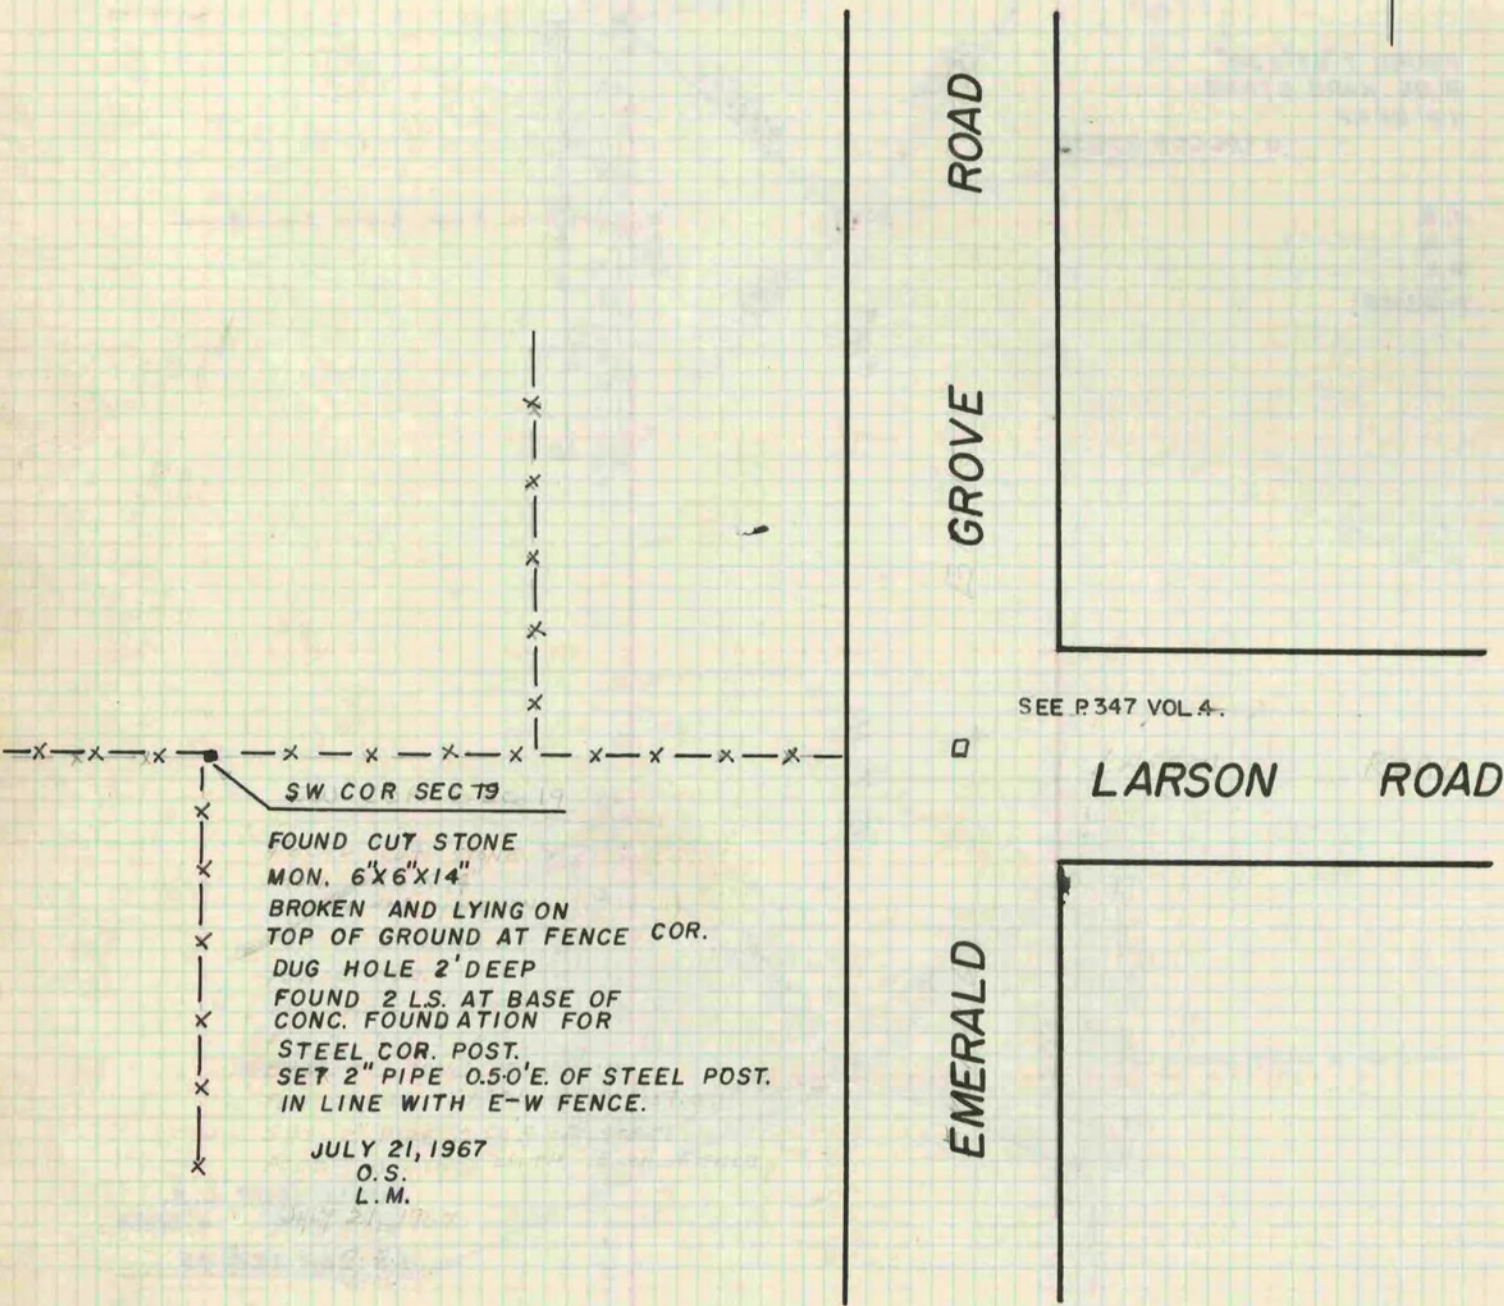 EMERALD GROVE ROAD
SEE P. 347 VOL 4.
LARSON ROAD
SW COR SEC 19
FOUND CUT STONE
MON. 6"X6"X14"
BROKEN AND LYING ON
TOP OF GROUND AT FENCE COR.
DUG HOLE 2' DEEP
FOUND 2 L.S. AT BASE OF
CONC. FOUNDATION FOR
STEEL COR. POST.
SET 2" PIPE 0.50'E. OF STEEL POST.
IN LINE WITH E-W FENCE.
JULY 21, 1967
O.S.
L.M.